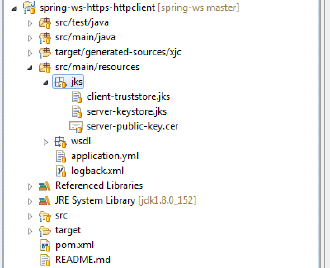 spring-ws-https-httpclient [spring-ws master]
src/test/java
src/main/java
target/generated-sources/xjc
src/main/resources
jks
client-truststore.jks
server-keystore.jks
server-public-key.cer
wsdl
application.yml
logback.xml
Referenced Libraries
JRE System Library [jdk1.8.0_152]
src
target
pom.xml
README.md